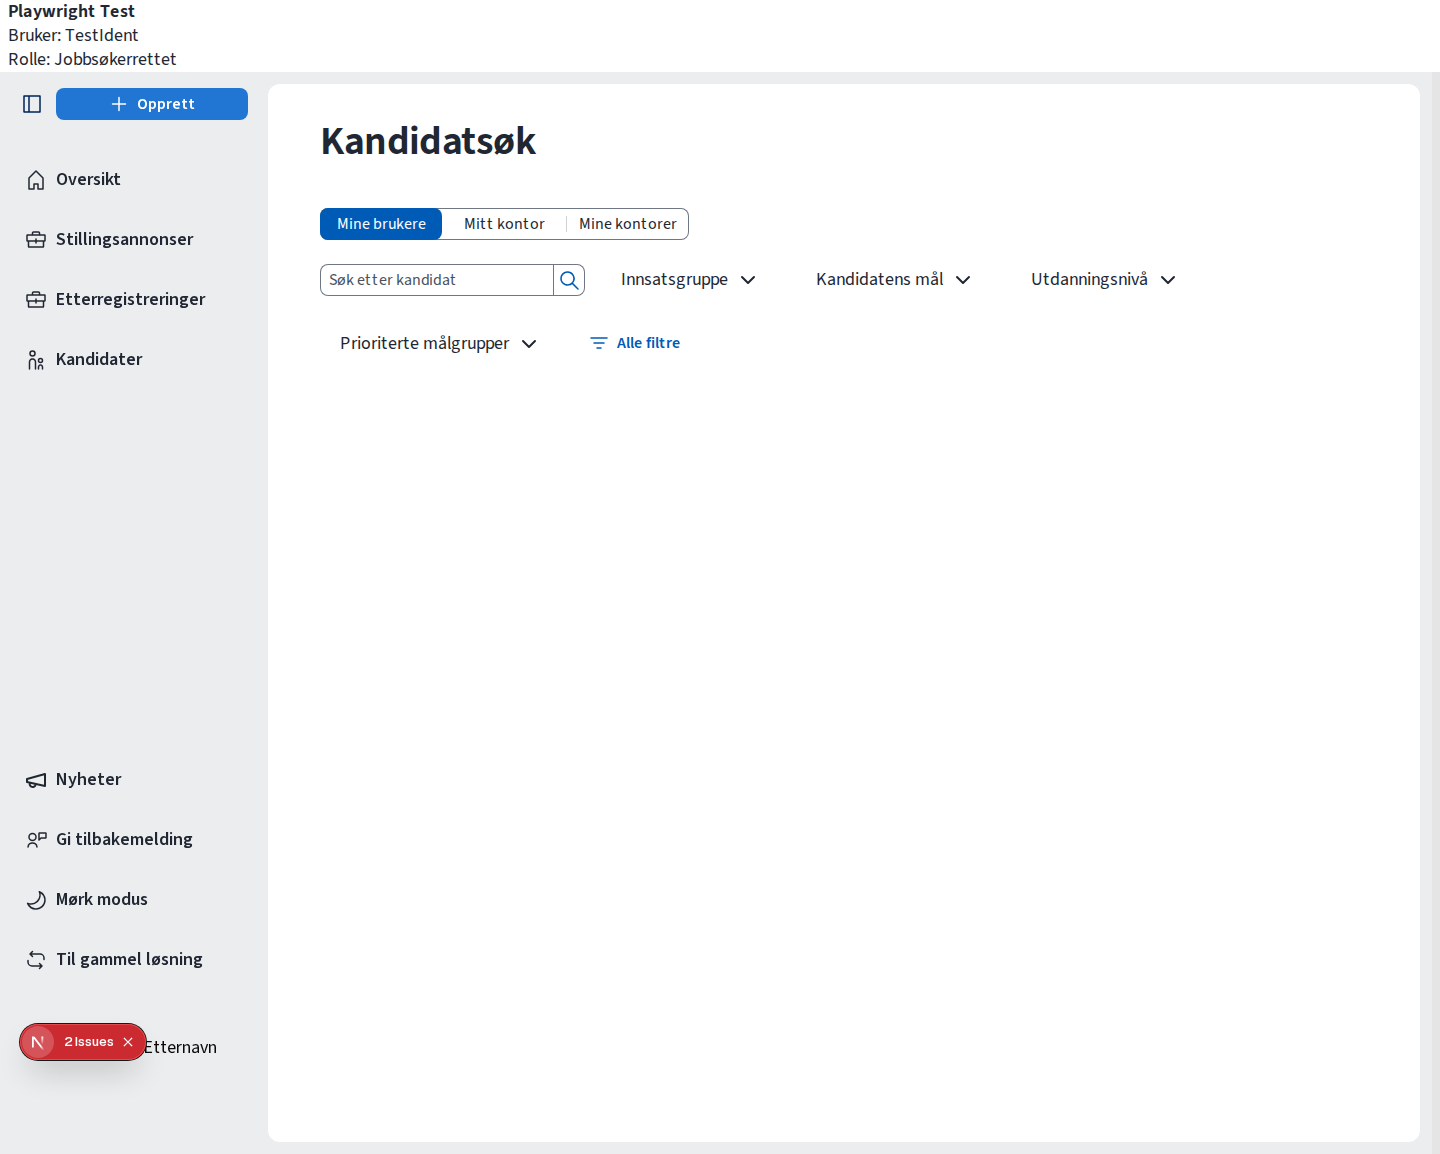 Playwright Test
Bruker: TestIdent
Rolle: Jobbsøkerrettet
Opprett
Oversikt
Stillingsannonser
Etterregistreringer
Kandidater
Nyheter
Gi tilbakemelding
Mørk modus
Til gammel løsning
2 Issues
Etternavn
Kandidatsøk
Mine brukere
Mitt kontor
Mine kontorer
Søk etter kandidat
Innsatsgruppe
Kandidatens mål
Utdanningsnivå
Prioriterte målgrupper
Alle filtre